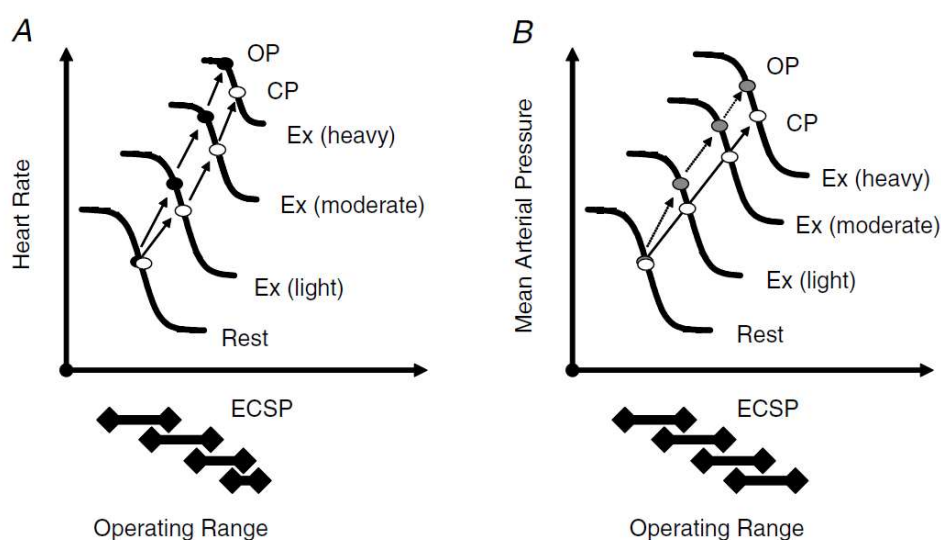 A
Heart Rate
OP
CP
Ex (heavy)
Ex (moderate)
Ex (light)
Rest
ECSP
Operating Range
B
Mean Arterial Pressure
OP
CP
Ex (heavy)
Ex (moderate)
Ex (light)
Rest
ECSP
Operating Range